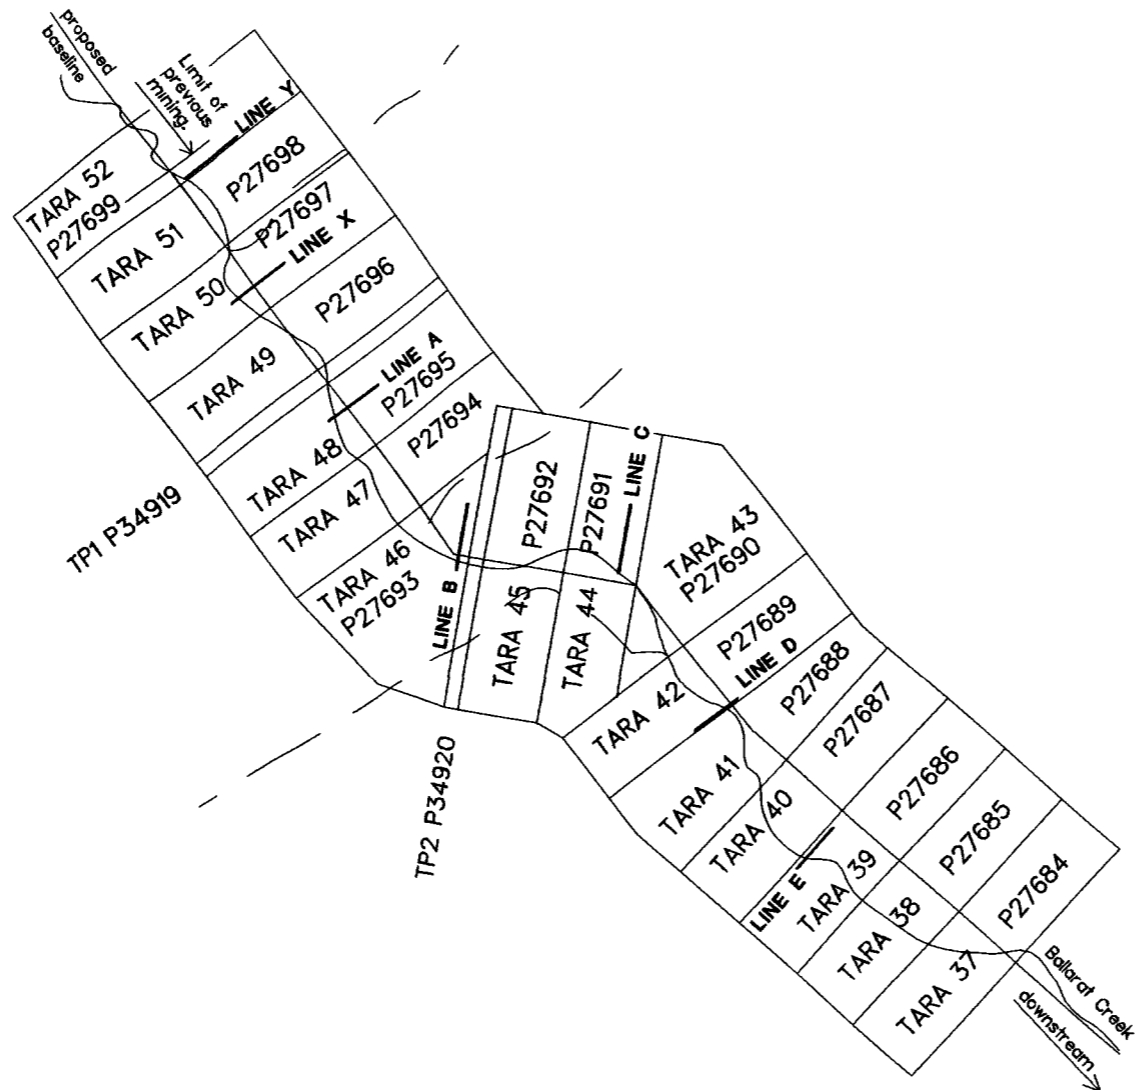 proposed
baseline
Limit of
previous
mining.
LINE Y
TARA 52
P27699
P27698
TARA 51
P27697
LINE X
TARA 50
P27696
TARA 49
LINE A
P27695
TARA 48
P27694
TARA 47
TP1 P34919
TARA 46
P27693
LINE B
P27692
P27691
LINE C
TARA 45
TARA 44
TP2 P34920
TARA 43
P27690
P27689
LINE D
TARA 42
P27688
TARA 41
P27687
TARA 40
P27686
LINE E
TARA 39
P27685
TARA 38
P27684
TARA 37
Ballarat Creek
downstream